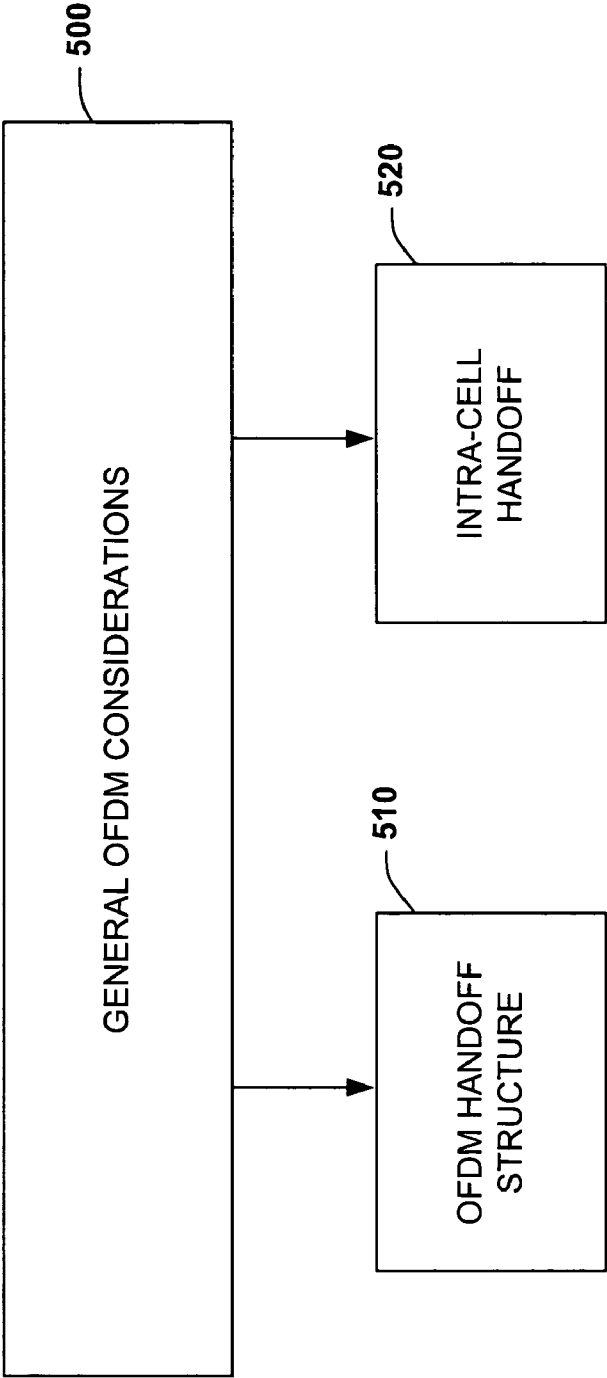 500
GENERAL OFDM CONSIDERATIONS
510
OFDM HANDOFF
STRUCTURE
520
INTRA-CELL
HANDOFF